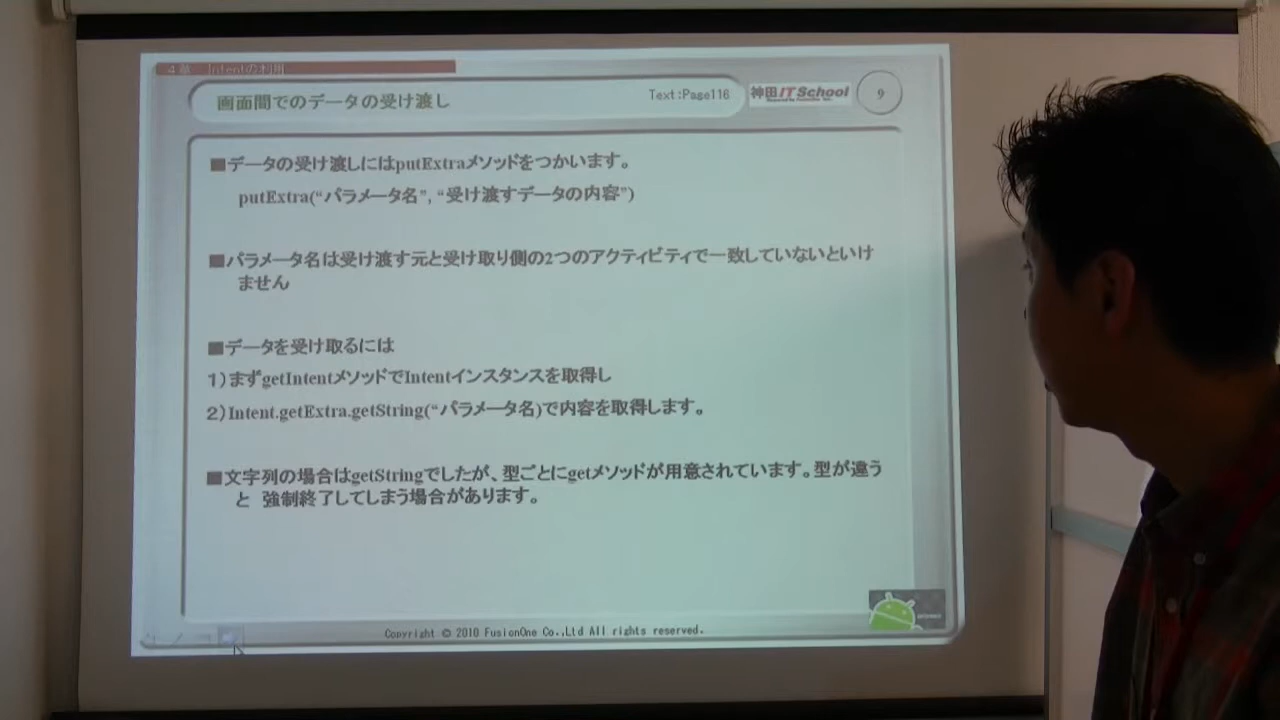 4章 Intentの利用
画面間でのデータの受け渡し
Text:Page116
神田IT School
9
■データの受け渡しにはputExtraメソッドをつかいます。
putExtra(“パラメータ名”, “受け渡すデータの内容”)
■パラメータ名は受け渡す元と受け取り側の2つのアクティビティで一致していないといけ
ません
■データを受け取るには
1）まずgetIntentメソッドでIntentインスタンスを取得し
2）Intent.getExtra.getString(“パラメータ名)で内容を取得します。
■文字列の場合はgetStringでしたが、型ごとにgetメソッドが用意されています。型が違う
と 強制終了してしまう場合があります。
Copyright © 2010 FusionOne Co.,Ltd All rights reserved.